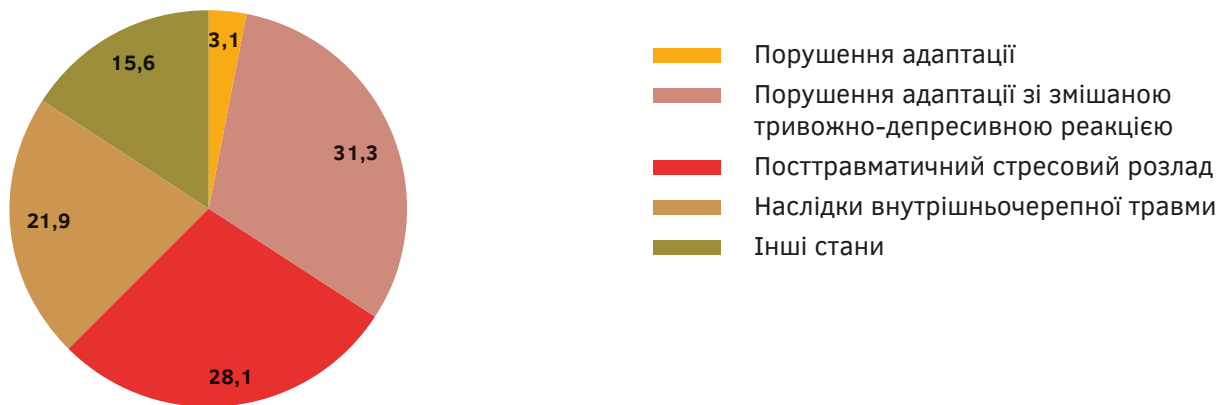 3,1
15,6
31,3
21,9
28,1
Порушення адаптації
Порушення адаптації зі змішаною
тривожно-депресивною реакцією
Посттравматичний стресовий розлад
Наслідки внутрішньочерепної травми
Інші стани